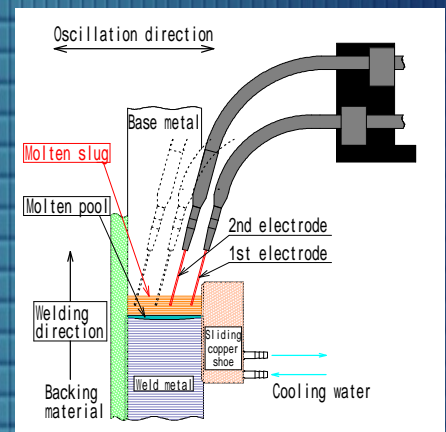 Oscillation direction
Base metal
Molten slug
Molten pool
2nd electrode
1st electrode
Welding
direction
Sliding
copper
shoe
Weld metal
Cooling water
Backing
material